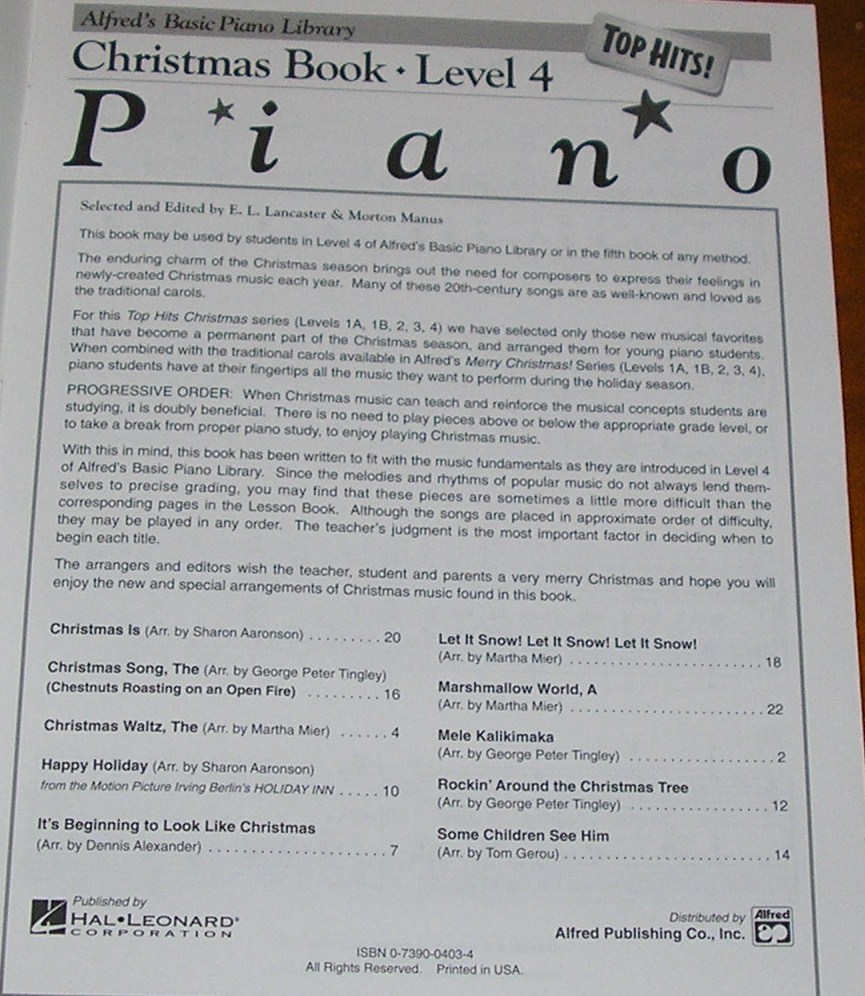 Alfred's Basic Piano Library
TOP HITS!
Christmas Book • Level 4
Piano
Selected and Edited by E. L. Lancaster & Morton Manus
This book may be used by students in Level 4 of Alfred's Basic Piano Library or in the fifth book of any method.
The enduring charm of the Christmas season brings out the need for composers to express their feelings in
newly-created Christmas music each year. Many of these 20th-century songs are as well-known and loved as
the traditional carols.
For this Top Hits Christmas series (Levels 1A, 1B, 2, 3, 4) we have selected only those new musical favorites
that have become a permanent part of the Christmas season, and arranged them for young piano students.
When combined with the traditional carols available in Alfred's Merry Christmas! Series (Levels 1A, 1B, 2, 3, 4),
piano students have at their fingertips all the music they want to perform during the holiday season.
PROGRESSIVE ORDER: When Christmas music can teach and reinforce the musical concepts students are
studying, it is doubly beneficial. There is no need to play pieces above or below the appropriate grade level, or
to take a break from proper piano study, to enjoy playing Christmas music.
With this in mind, this book has been written to fit with the music fundamentals as they are introduced in Level 4
of Alfred's Basic Piano Library. Since the melodies and rhythms of popular music do not always lend them-
selves to precise grading, you may find that these pieces are sometimes a little more difficult than the
corresponding pages in the Lesson Book. Although the songs are placed in approximate order of difficulty,
they may be played in any order. The teacher's judgment is the most important factor in deciding when to
begin each title.
The arrangers and editors wish the teacher, student and parents a very merry Christmas and hope you will
enjoy the new and special arrangements of Christmas music found in this book.
Christmas Is (Arr. by Sharon Aaronson) . . . . . . . . . 20
Christmas Song, The (Arr. by George Peter Tingley)
(Chestnuts Roasting on an Open Fire) . . . . . . . . . 16
Christmas Waltz, The (Arr. by Martha Mier) . . . . . . 4
Happy Holiday (Arr. by Sharon Aaronson)
from the Motion Picture Irving Berlin's HOLIDAY INN . . . . . 10
It's Beginning to Look Like Christmas
(Arr. by Dennis Alexander) . . . . . . . . . . . . . . . . . . . . . . 7
Let It Snow! Let It Snow! Let It Snow!
(Arr. by Martha Mier) . . . . . . . . . . . . . . . . . . . . . . . . 18
Marshmallow World, A
(Arr. by Martha Mier) . . . . . . . . . . . . . . . . . . . . . . . . 22
Mele Kalikimaka
(Arr. by George Peter Tingley) . . . . . . . . . . . . . . . . . . 2
Rockin' Around the Christmas Tree
(Arr. by George Peter Tingley) . . . . . . . . . . . . . . . . . 12
Some Children See Him
(Arr. by Tom Gerou) . . . . . . . . . . . . . . . . . . . . . . . . . 14
Published by
HAL•LEONARD®
CORPORATION
Distributed by
Alfred Publishing Co., Inc.
Alfred
ISBN 0-7390-0403-4
All Rights Reserved. Printed in USA.